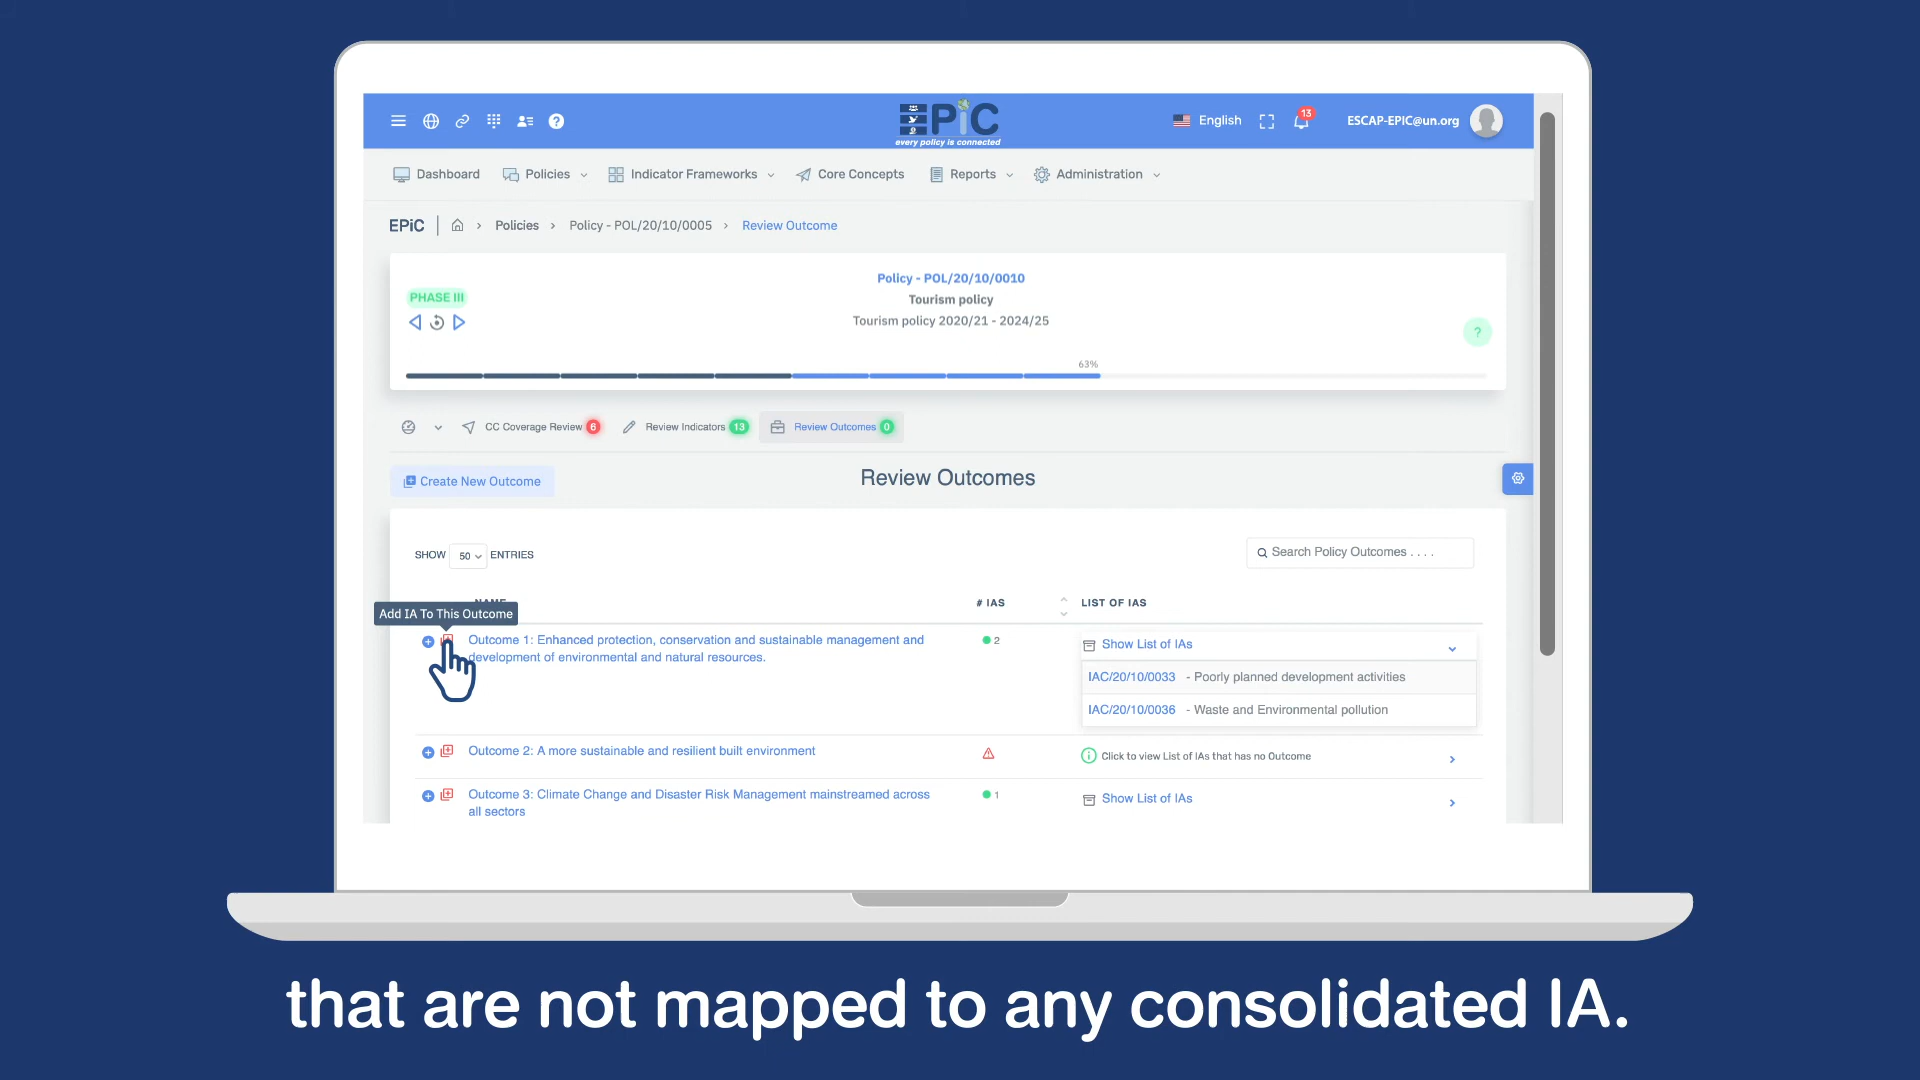 EPiC
every policy is connected
English
13
ESCAP-EPIC@un.org
Dashboard
Policies
Indicator Frameworks
Core Concepts
Reports
Administration
EPiC
Policies
Policy - POL/20/10/0005
Review Outcome
Policy - POL/20/10/0010
PHASE III
Tourism policy
Tourism policy 2020/21 - 2024/25
?
63%
CC Coverage Review 6
Review Indicators 13
Review Outcomes 0
Create New Outcome
Review Outcomes
SHOW 50 ENTRIES
Search Policy Outcomes . . . .
NAME
# IAS
LIST OF IAS
Add IA To This Outcome
Outcome 1: Enhanced protection, conservation and sustainable management and
development of environmental and natural resources.
2
Show List of IAs
IAC/20/10/0033 - Poorly planned development activities
IAC/20/10/0036 - Waste and Environmental pollution
Outcome 2: A more sustainable and resilient built environment
Click to view List of IAs that has no Outcome
Outcome 3: Climate Change and Disaster Risk Management mainstreamed across
all sectors
1
Show List of IAs
that are not mapped to any consolidated IA.